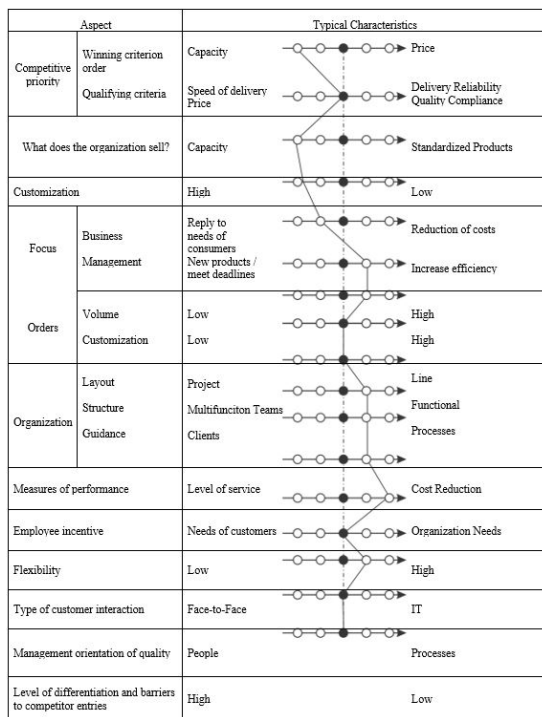 Aspect Typical Characteristics
Competitive priority
Winning criterion order
Capacity
Price
Qualifying criteria
Speed of delivery
Price
Delivery Reliability
Quality Compliance
What does the organization sell? Capacity Standardized Products
Customization High Low
Focus
Business
Reply to
needs of
consumers
Reduction of costs
Management
New products /
meet deadlines
Increase efficiency
Orders
Volume Low High
Customization Low High
Organization
Layout Project Line
Structure Multifunciton Teams Functional
Guidance Clients Processes
Measures of performance Level of service Cost Reduction
Employee incentive Needs of customers Organization Needs
Flexibility Low High
Type of customer interaction Face-to-Face IT
Management orientation of quality People Processes
Level of differentiation and barriers
to competitor entries
High Low